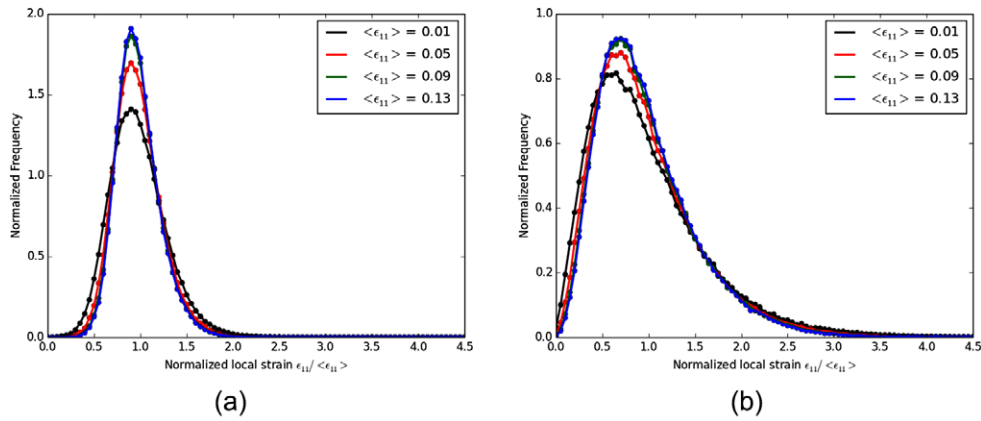 2.0
1.5
1.0
0.5
0.0
Normalized Frequency
<ϵ₁₁> = 0.01
<ϵ₁₁> = 0.05
<ϵ₁₁> = 0.09
<ϵ₁₁> = 0.13
0.0 0.5 1.0 1.5 2.0 2.5 3.0 3.5 4.0 4.5
Normalized local strain ϵ₁₁/ <ϵ₁₁>
(a)
1.0
0.8
0.6
0.4
0.2
0.0
Normalized Frequency
<ϵ₁₁> = 0.01
<ϵ₁₁> = 0.05
<ϵ₁₁> = 0.09
<ϵ₁₁> = 0.13
0.0 0.5 1.0 1.5 2.0 2.5 3.0 3.5 4.0 4.5
Normalized local strain ϵ₁₁/ <ϵ₁₁>
(b)